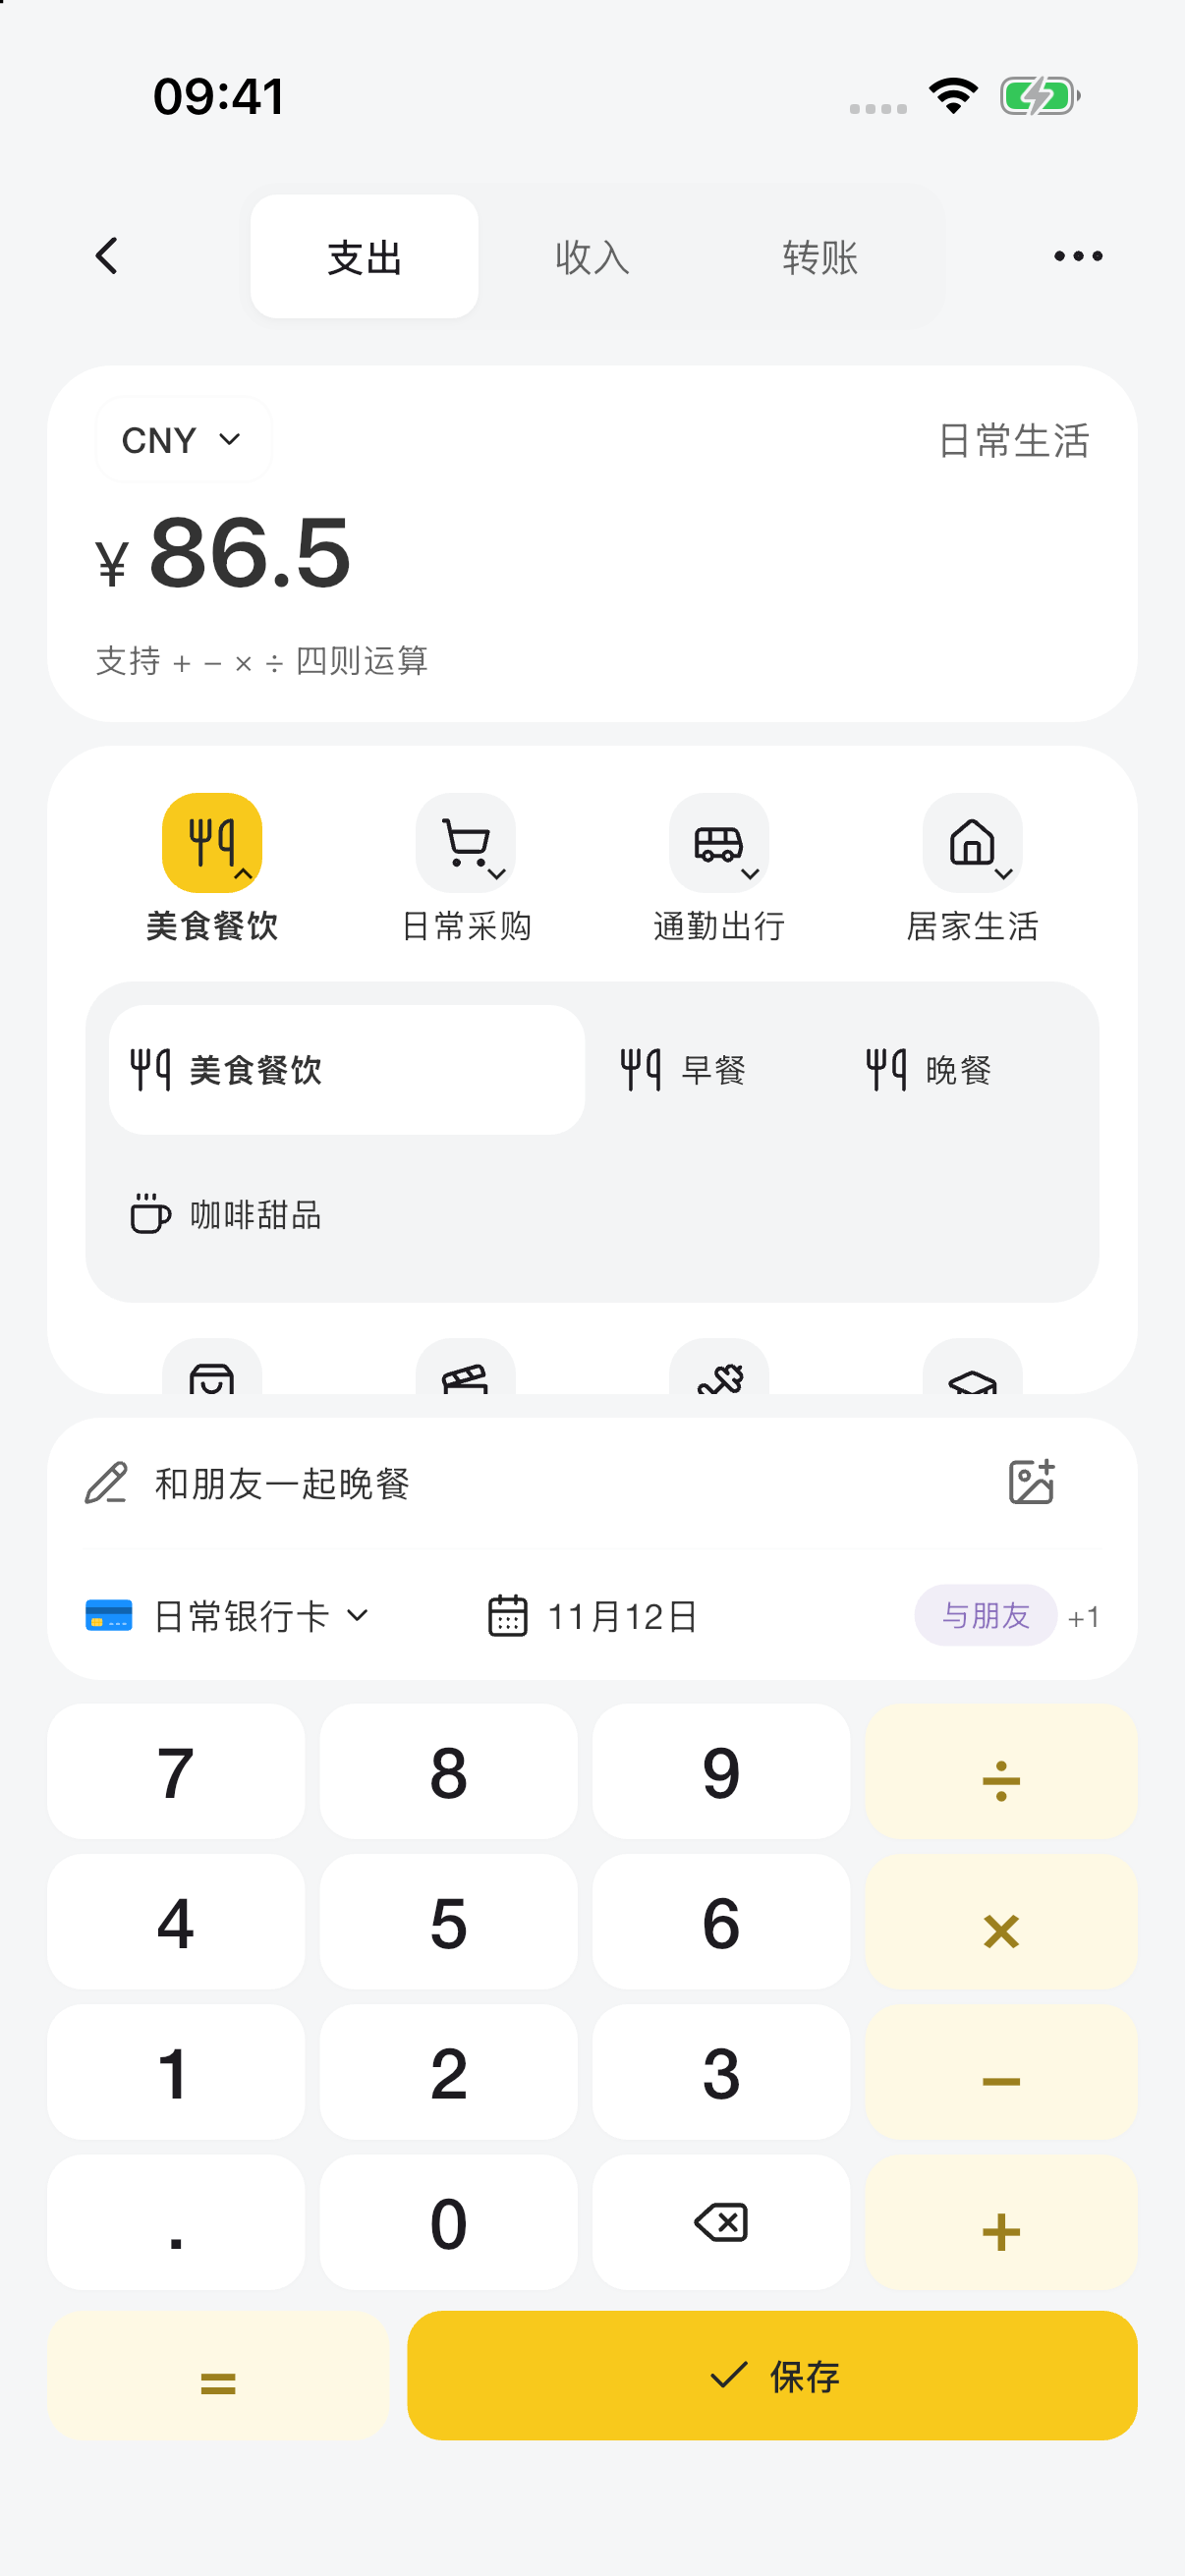 09:41
支出 收入 转账
CNY 日常生活
¥ 86.5
支持 + − × ÷ 四则运算
美食餐饮 日常采购 通勤出行 居家生活
美食餐饮 早餐 晚餐
咖啡甜品
和朋友一起晚餐
日常银行卡 11月12日 与朋友 +1
7 8 9 ÷
4 5 6 ×
1 2 3 −
. 0 +
= 保存